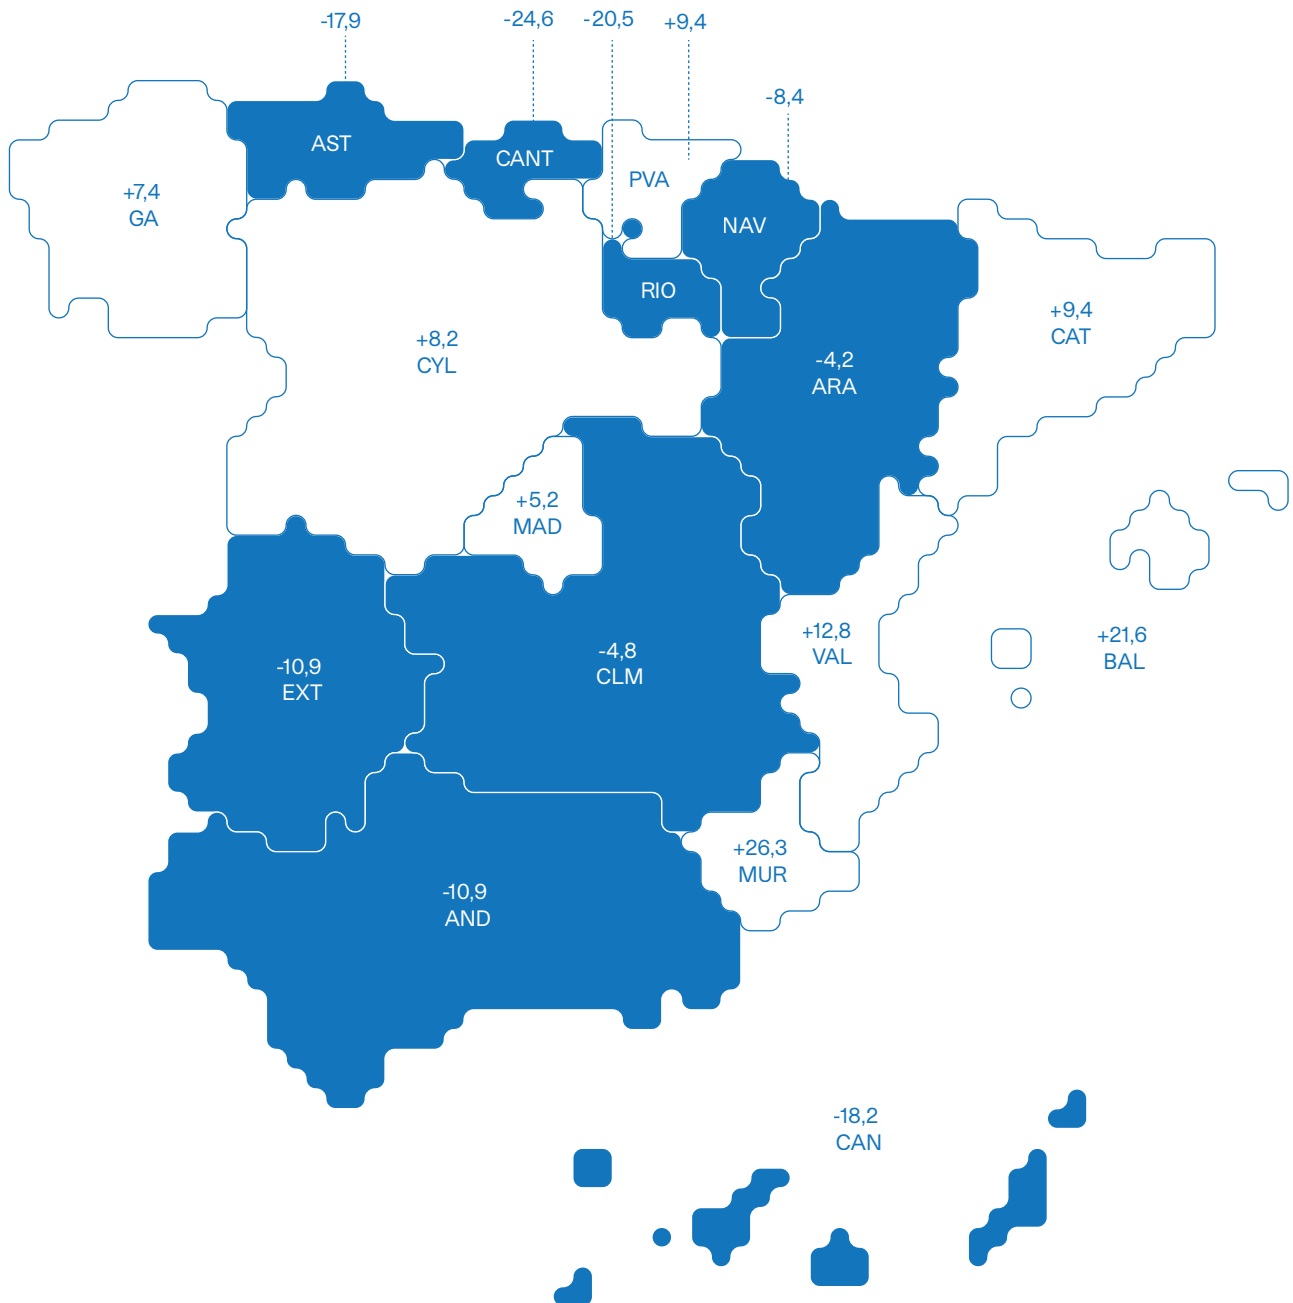 -17,9
-24,6
-20,5
+9,4
-8,4
AST
CANT
PVA
+7,4
GA
NAV
RIO
+9,4
CAT
+8,2
CYL
-4,2
ARA
+5,2
MAD
+12,8
VAL
+21,6
BAL
-10,9
EXT
-4,8
CLM
+26,3
MUR
-10,9
AND
-18,2
CAN